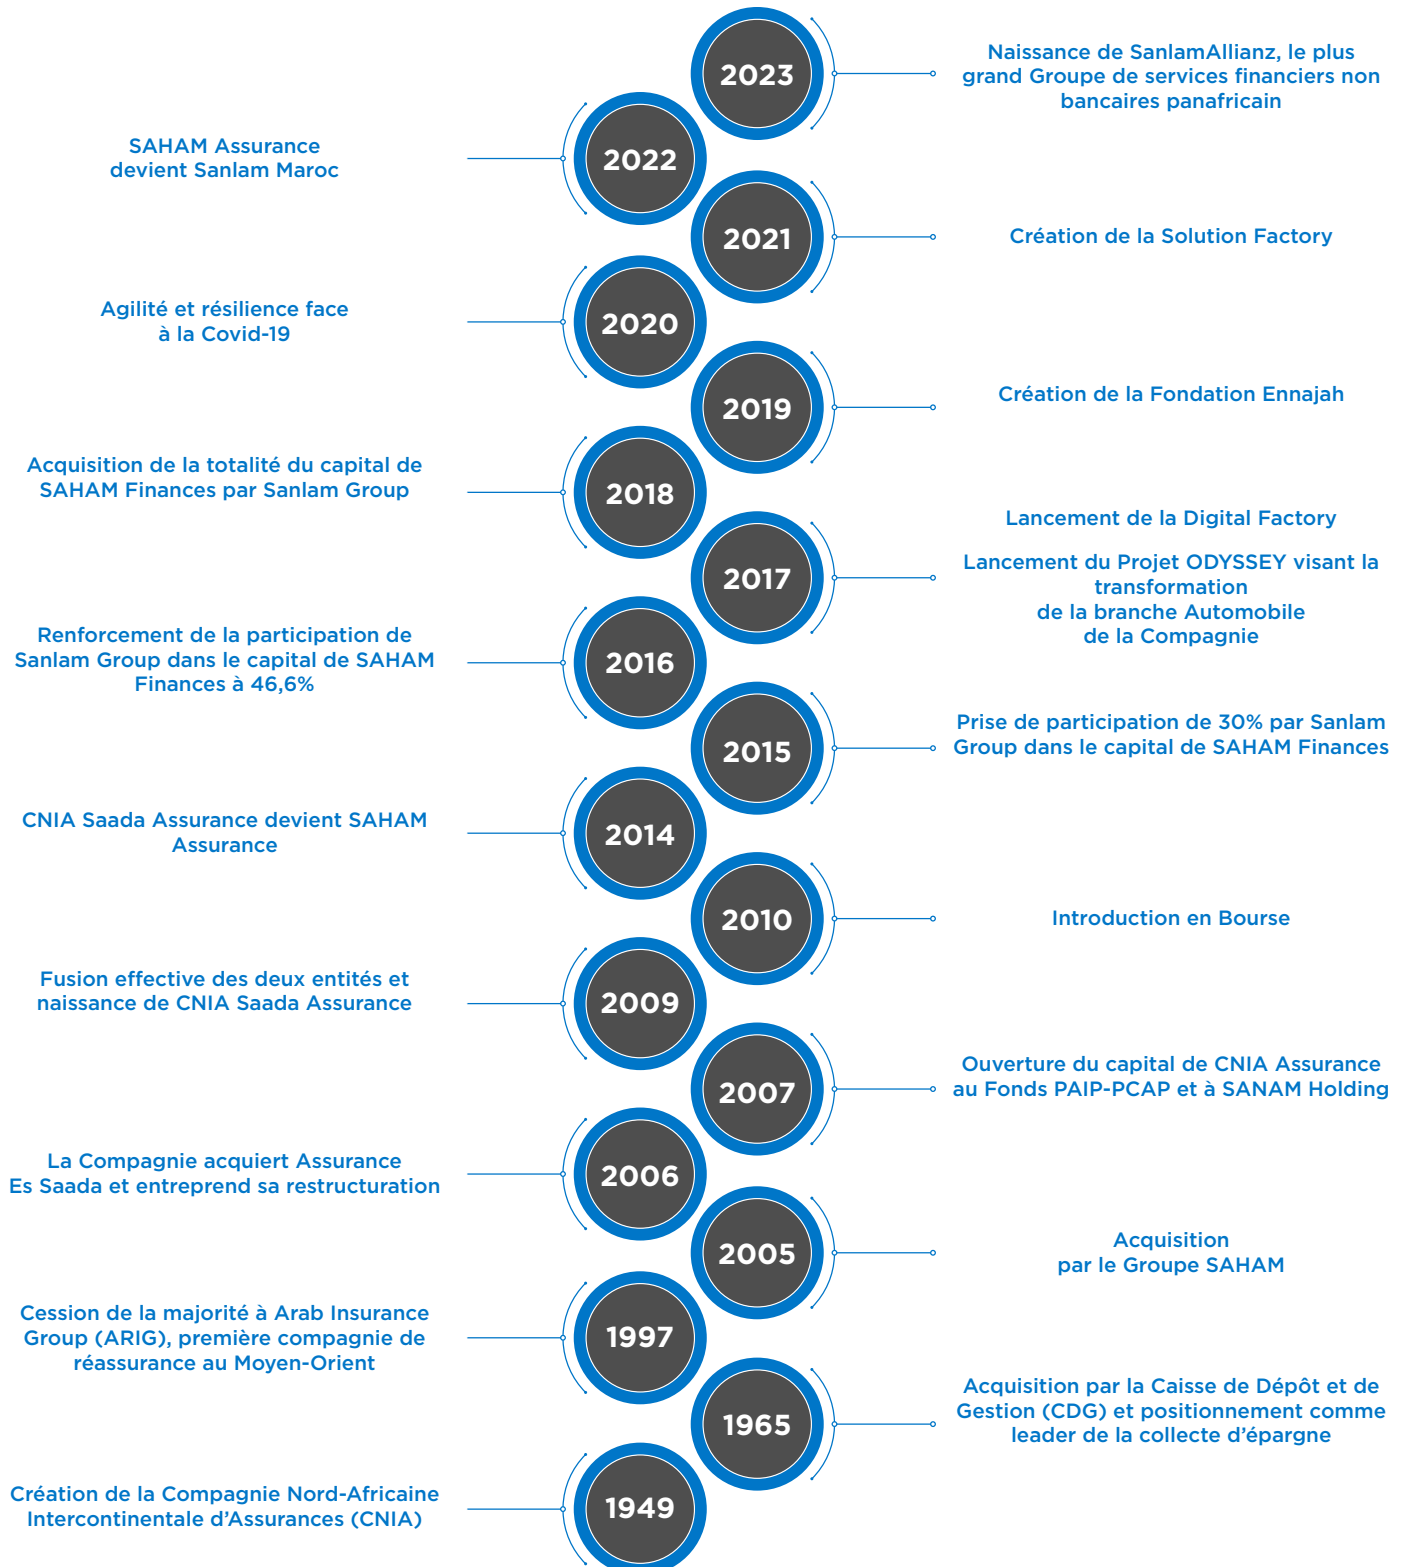 2023
Naissance de SanlamAllianz, le plus
grand Groupe de services financiers non
bancaires panafricain
SAHAM Assurance
devient Sanlam Maroc
2022
2021
Création de la Solution Factory
Agilité et résilience face
à la Covid-19
2020
2019
Création de la Fondation Ennajah
Acquisition de la totalité du capital de
SAHAM Finances par Sanlam Group
2018
Lancement de la Digital Factory
2017
Lancement du Projet ODYSSEY visant la
transformation
de la branche Automobile
de la Compagnie
Renforcement de la participation de
Sanlam Group dans le capital de SAHAM
Finances à 46,6%
2016
2015
Prise de participation de 30% par Sanlam
Group dans le capital de SAHAM Finances
CNIA Saada Assurance devient SAHAM
Assurance
2014
2010
Introduction en Bourse
Fusion effective des deux entités et
naissance de CNIA Saada Assurance
2009
2007
Ouverture du capital de CNIA Assurance
au Fonds PAIP-PCAP et à SANAM Holding
La Compagnie acquiert Assurance
Es Saada et entreprend sa restructuration
2006
2005
Acquisition
par le Groupe SAHAM
Cession de la majorité à Arab Insurance
Group (ARIG), première compagnie de
réassurance au Moyen-Orient
1997
1965
Acquisition par la Caisse de Dépôt et de
Gestion (CDG) et positionnement comme
leader de la collecte d'épargne
Création de la Compagnie Nord-Africaine
Intercontinentale d'Assurances (CNIA)
1949